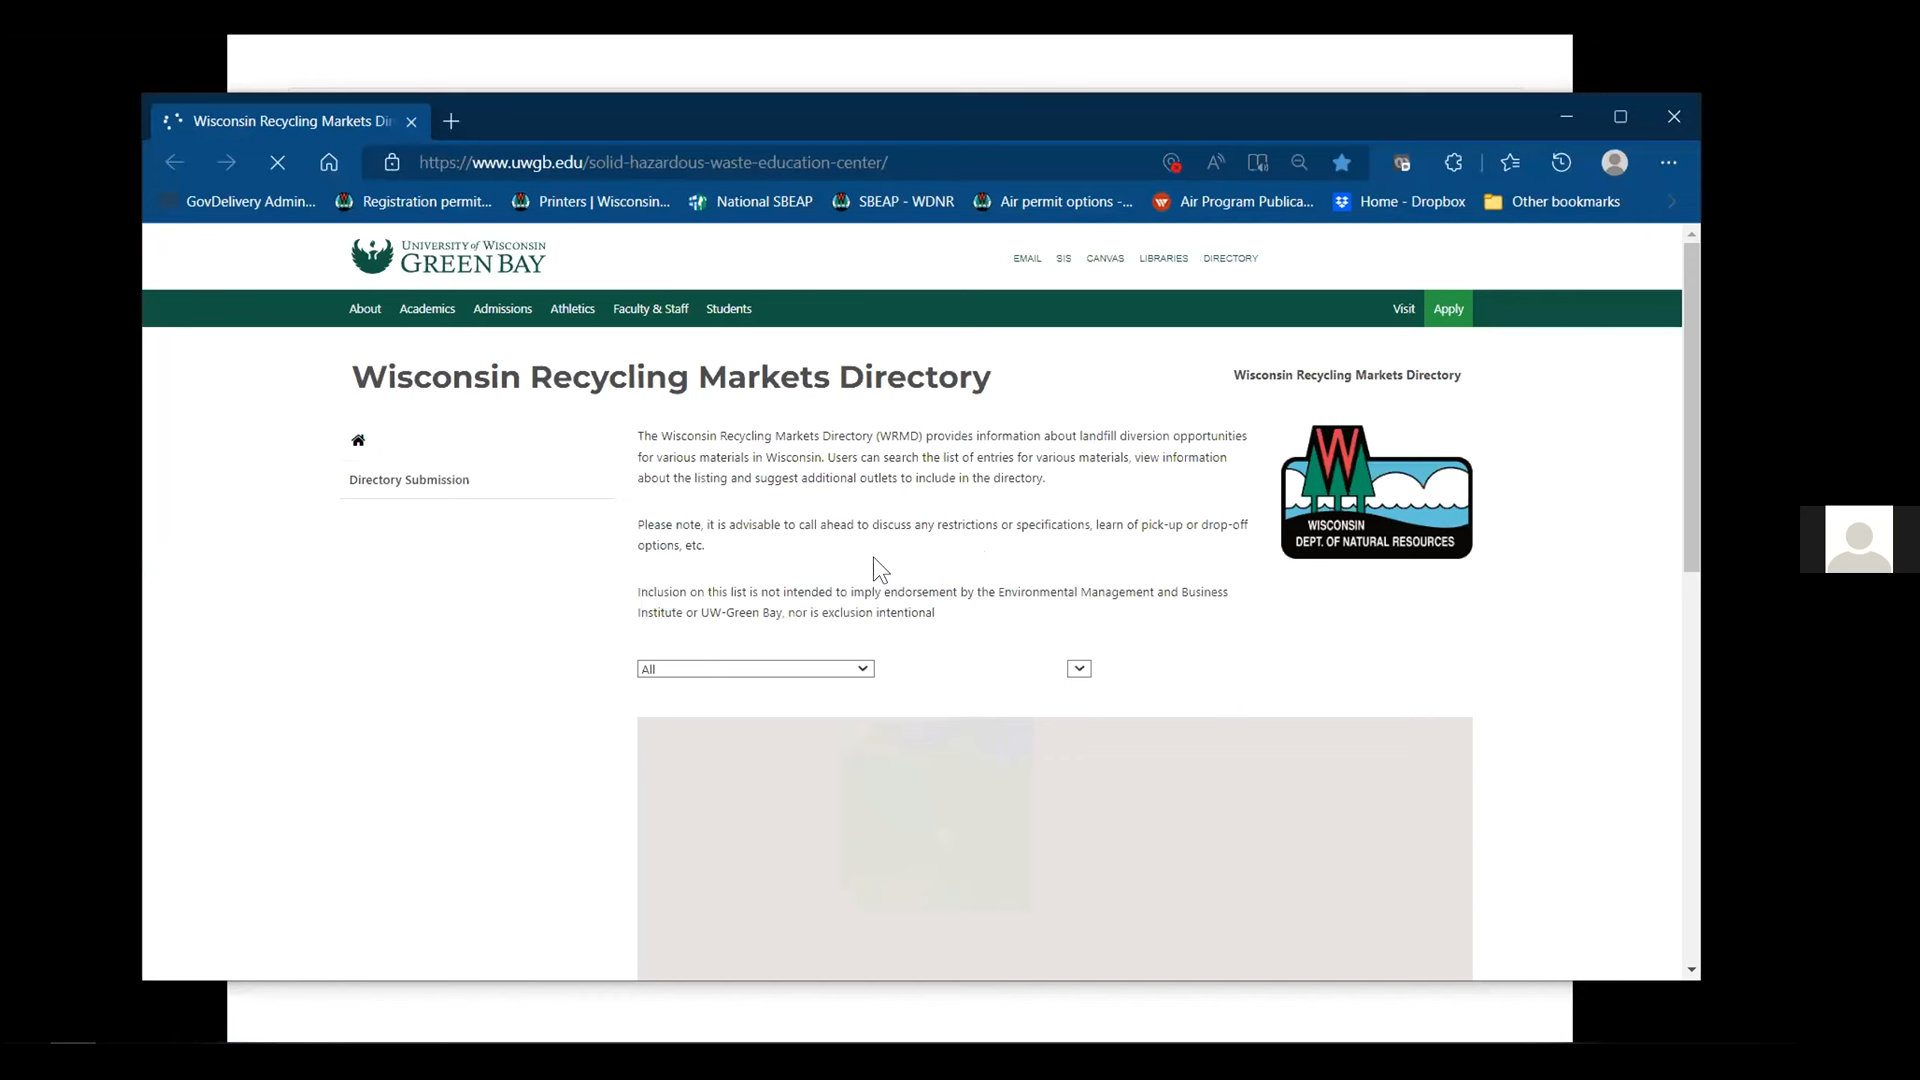 Wisconsin Recycling Markets Dir
https://www.uwgb.edu/solid-hazardous-waste-education-center/
GovDelivery Admin... Registration permit... Printers | Wisconsin... National SBEAP SBEAP - WDNR Air permit options -... Air Program Publica... Home - Dropbox Other bookmarks
UNIVERSITY of WISCONSIN
GREEN BAY
EMAIL SIS CANVAS LIBRARIES DIRECTORY
About Academics Admissions Athletics Faculty & Staff Students Visit Apply
Wisconsin Recycling Markets Directory
Wisconsin Recycling Markets Directory
Directory Submission
The Wisconsin Recycling Markets Directory (WRMD) provides information about landfill diversion opportunities
for various materials in Wisconsin. Users can search the list of entries for various materials, view information
about the listing and suggest additional outlets to include in the directory.
Please note, it is advisable to call ahead to discuss any restrictions or specifications, learn of pick-up or drop-off
options, etc.
Inclusion on this list is not intended to imply endorsement by the Environmental Management and Business
Institute or UW-Green Bay, nor is exclusion intentional
W
WISCONSIN
DEPT. OF NATURAL RESOURCES
All